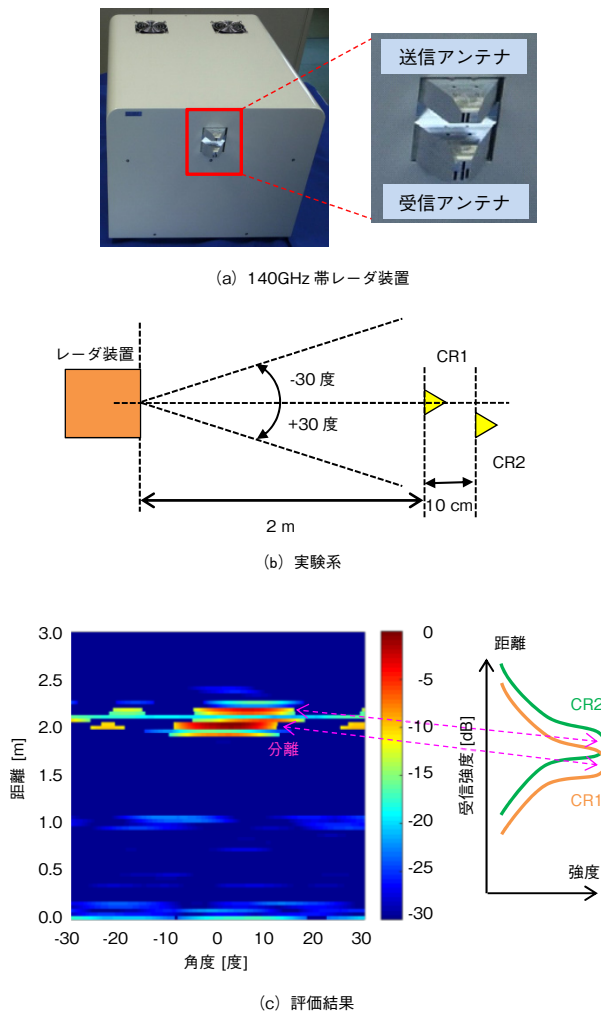 送信アンテナ
受信アンテナ
(a) 140GHz 帯レーダ装置
レーダ装置
CR1
-30 度
+30 度
CR2
10 cm
2 m
(b) 実験系
3.0
2.5
2.0
1.5
1.0
0.5
0.0
距離 [m]
-30
-20
-10
0
10
20
30
角度 [度]
分離
0
-5
-10
-15
-20
-25
-30
受信強度 [dB]
距離
CR2
CR1
強度
(c) 評価結果